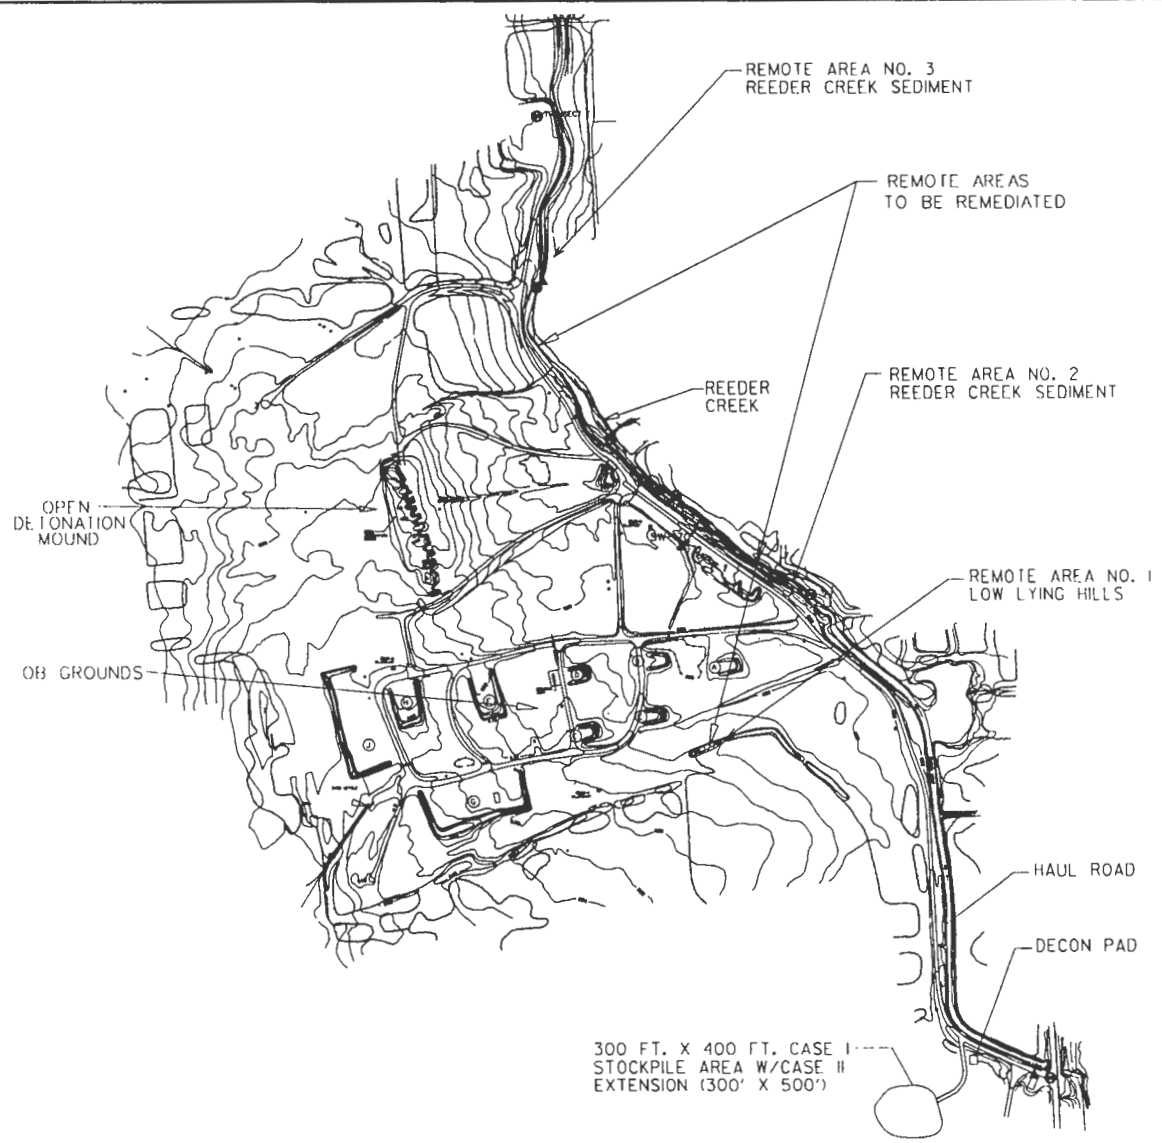 REMOTE AREA NO. 3
REEDER CREEK SEDIMENT
REMOTE AREAS
TO BE REMEDIATED
REMOTE AREA NO. 2
REEDER CREEK SEDIMENT
REEDER
CREEK
OPEN
DETONATION
MOUND
REMOTE AREA NO. 1
LOW LYING HILLS
OB GROUNDS
HAUL ROAD
DECON PAD
300 FT. X 400 FT. CASE I
STOCKPILE AREA W/CASE II
EXTENSION (300' X 500')